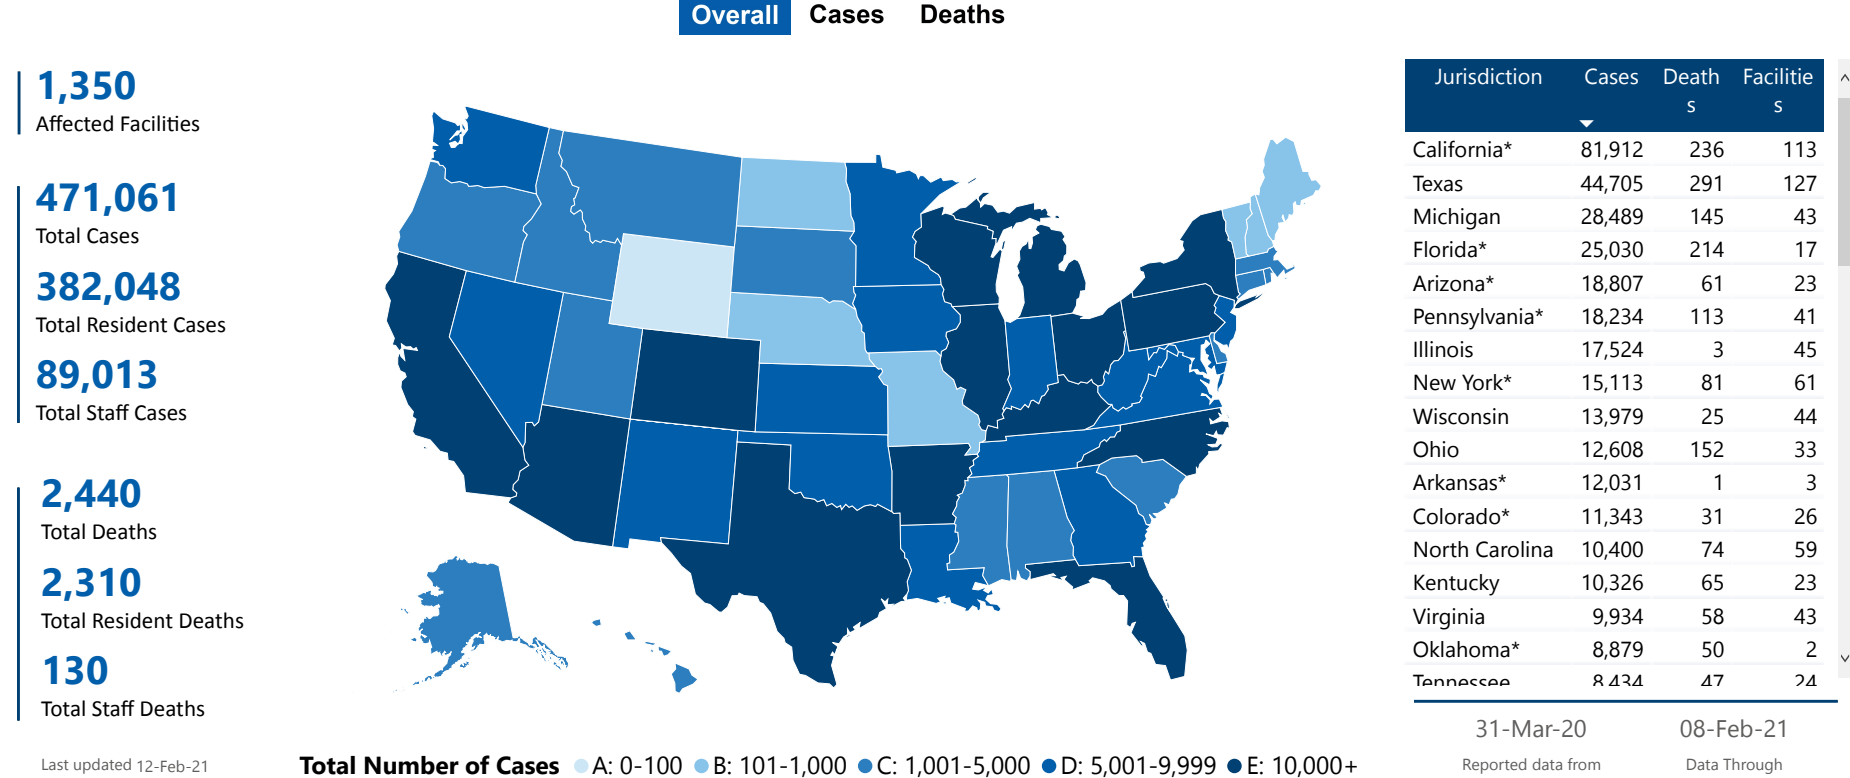 Overall Cases Deaths
1,350
Affected Facilities
471,061
Total Cases
382,048
Total Resident Cases
89,013
Total Staff Cases
2,440
Total Deaths
2,310
Total Resident Deaths
130
Total Staff Deaths
Last updated 12-Feb-21
Total Number of Cases A: 0-100 B: 101-1,000 C: 1,001-5,000 D: 5,001-9,999 E: 10,000+
Jurisdiction Cases Death Facilitie
s s
California* 81,912 236 113
Texas 44,705 291 127
Michigan 28,489 145 43
Florida* 25,030 214 17
Arizona* 18,807 61 23
Pennsylvania* 18,234 113 41
Illinois 17,524 3 45
New York* 15,113 81 61
Wisconsin 13,979 25 44
Ohio 12,608 152 33
Arkansas* 12,031 1 3
Colorado* 11,343 31 26
North Carolina 10,400 74 59
Kentucky 10,326 65 23
Virginia 9,934 58 43
Oklahoma* 8,879 50 2
Tennessee 8,434 47 24
31-Mar-20 08-Feb-21
Reported data from Data Through